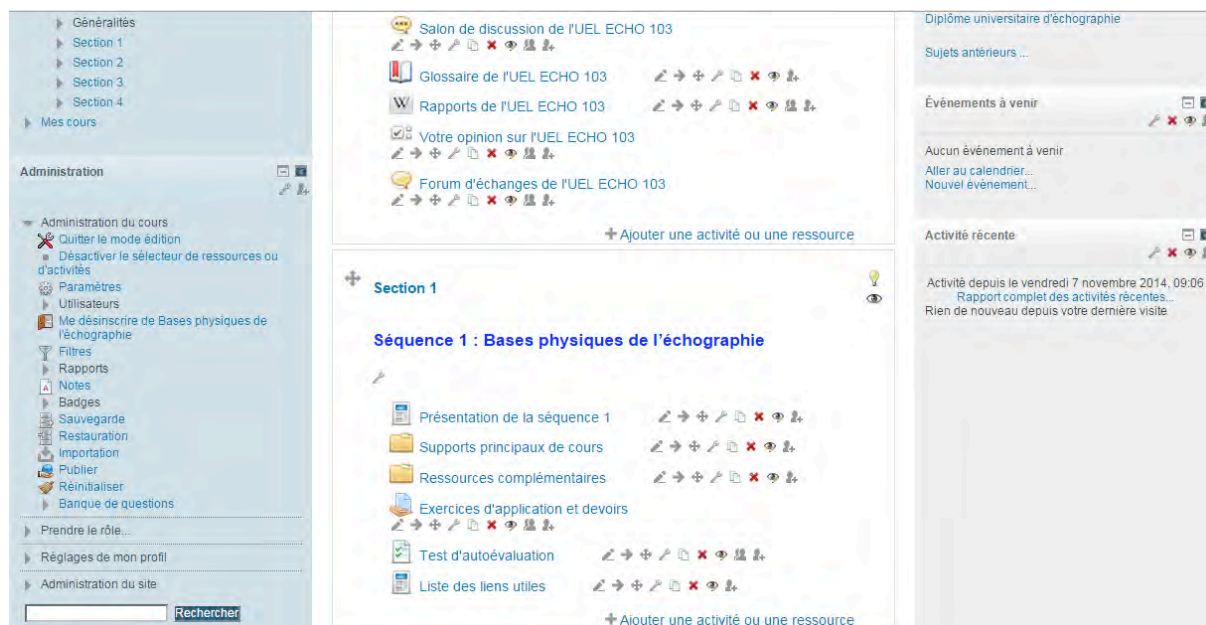 Généralités
Section 1
Section 2
Section 3
Section 4
Mes cours
Administration
Administration du cours
Quitter le mode édition
Désactiver le sélecteur de ressources ou
d'activités
Paramètres
Utilisateurs
Me désinscrire de Bases physiques de
l'échographie
Filtres
Rapports
Notes
Badges
Sauvegarde
Restauration
Importation
Publier
Réinitialiser
Banque de questions
Prendre le rôle...
Réglages de mon profil
Administration du site
Rechercher
Salon de discussion de l'UEL ECHO 103
Glossaire de l'UEL ECHO 103
W Rapports de l'UEL ECHO 103
Votre opinion sur l'UEL ECHO 103
Forum d'échanges de l'UEL ECHO 103
Ajouter une activité ou une ressource
Section 1
Séquence 1 : Bases physiques de l'échographie
Présentation de la séquence 1
Supports principaux de cours
Ressources complémentaires
Exercices d'application et devoirs
Test d'autoévaluation
Liste des liens utiles
Ajouter une activité ou une ressource
Diplôme universitaire d'échographie
Sujets antérieurs ...
Évènements à venir
Aucun évènement à venir
Aller au calendrier...
Nouvel évènement...
Activité récente
Activité depuis le vendredi 7 novembre 2014, 09:06
Rapport complet des activités récentes...
Rien de nouveau depuis votre dernière visite